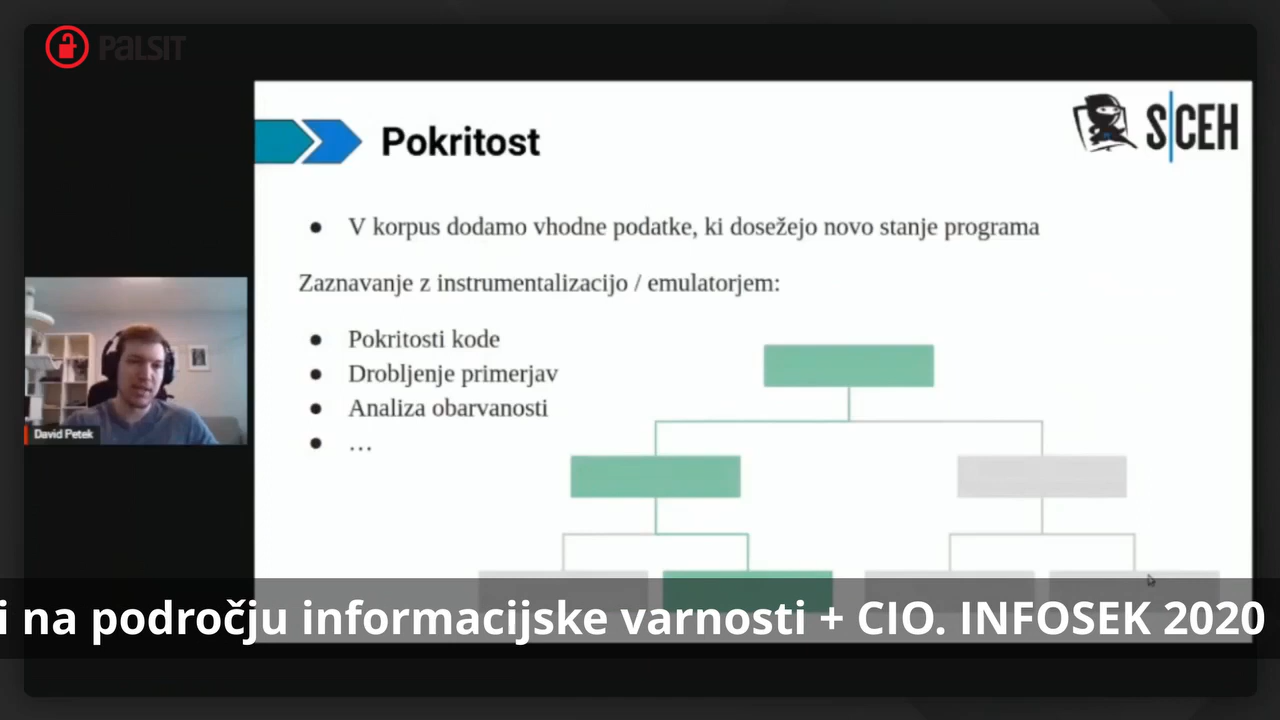 PALSIT
S|CEH
Pokritost
● V korpus dodamo vhodne podatke, ki dosežejo novo stanje programa
Zaznavanje z instrumentalizacijo / emulatorjem:
● Pokritosti kode
● Drobljenje primerjav
● Analiza obarvanosti
● …
David Petek
i na področju informacijske varnosti + CIO. INFOSEK 2020